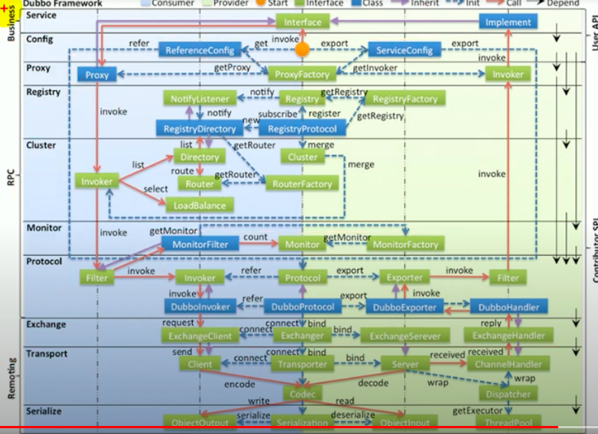 Dubbo Framework Consumer Provider Start Interface Class Inherit Init Call Depend
Business
RPC
Remoting
User API
Contributor SPI
Service
Interface
Implement
Config
refer
ReferenceConfig
get
invoke
export
ServiceConfig
export
invoke
Proxy
Proxy
getProxy
ProxyFactory
getInvoker
Invoker
Registry
NotifyListener
notify
Registry
getRegistry
RegistryFactory
invoke
notify
subscribe
register
getRegistry
RegistryDirectory
new
RegistryProtocol
Cluster
list
getRouter
merge
list
Directory
Cluster
merge
Invoker
route
getRouter
invoke
select
Router
RouterFactory
LoadBalance
Monitor
invoke
getMonitor
MonitorFilter
count
Monitor
getMonitor
MonitorFactory
Protocol
Filter
invoke
Invoker
refer
Protocol
export
Exporter
invoke
Filter
invoke
invoke
DubboInvoker
refer
DubboProtocol
export
DubboExporter
DubboHandler
Exchange
request
connect
bind
reply
ExchangeClient
connect
Exchanger
bind
ExchangeSerever
ExchangeHandler
Transport
send
connect
bind
received
received
Client
connect
Transporter
bind
Server
ChannelHandler
encode
decode
wrap
wrap
Codec
Dispatcher
write
read
Serialize
getExecutor
ObjectOutput
serialize
Serialization
deserialize
ObjectInput
ThreadPool